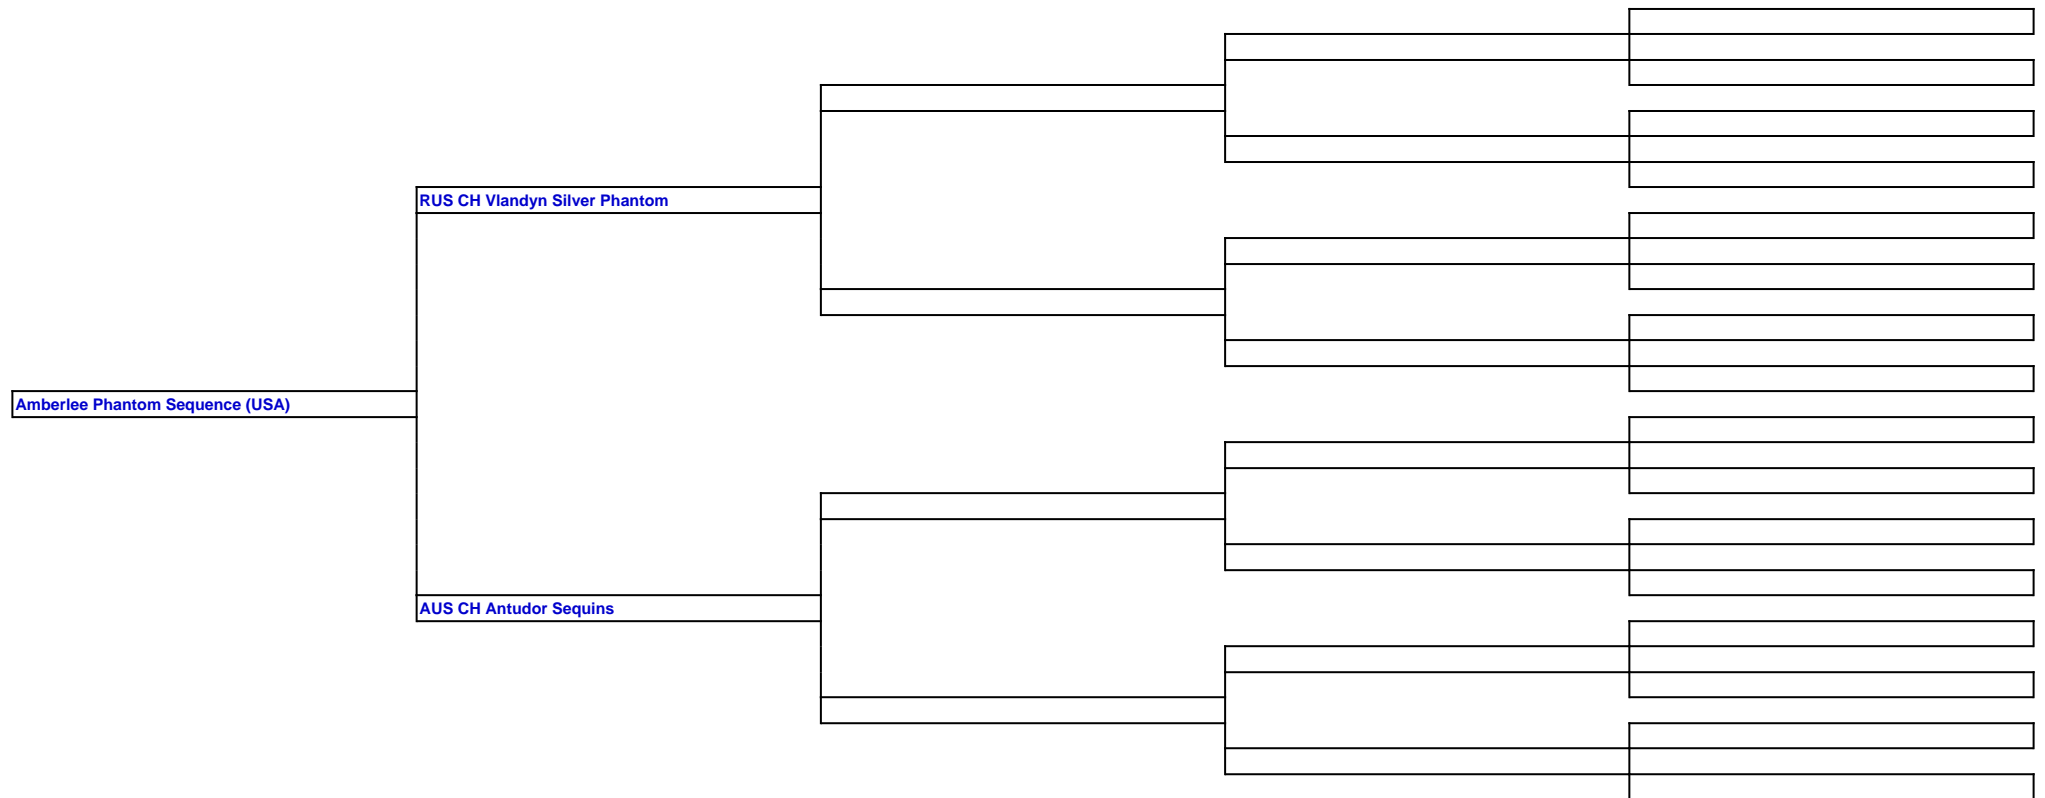 RUS CH Vlandyn Silver Phantom
Amberlee Phantom Sequence (USA)
AUS CH Antudor Sequins